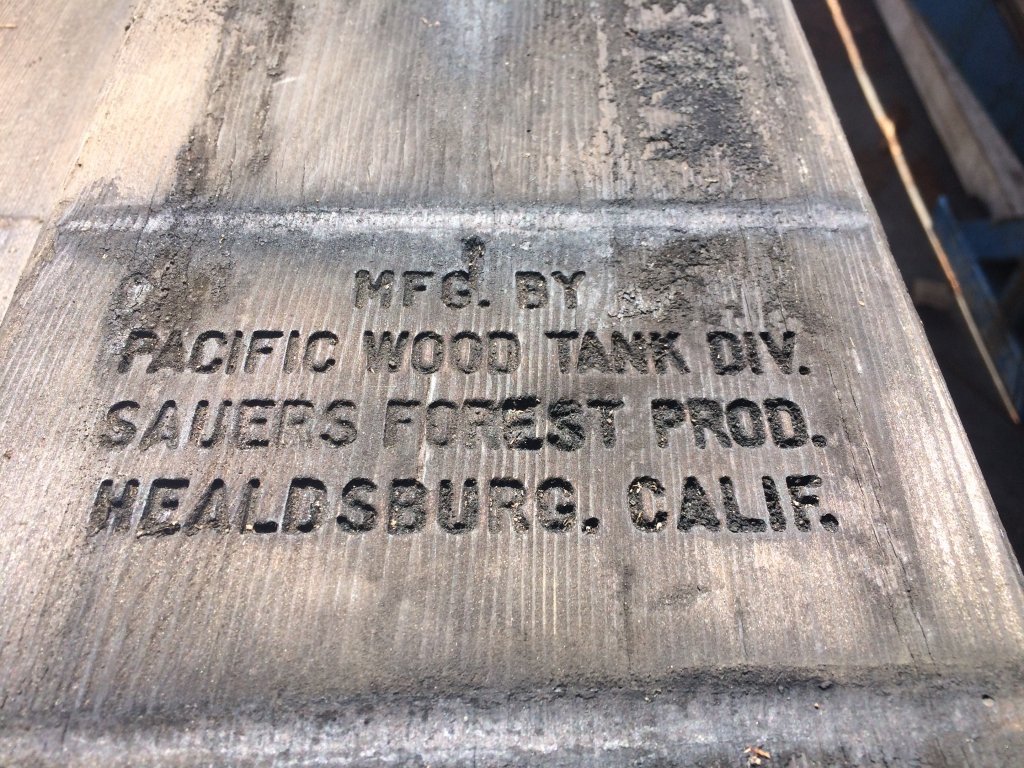 MFG. BY
PACIFIC WOOD TANK DIV.
SAUERS FOREST PROD.
HEALDSBURG, CALIF.